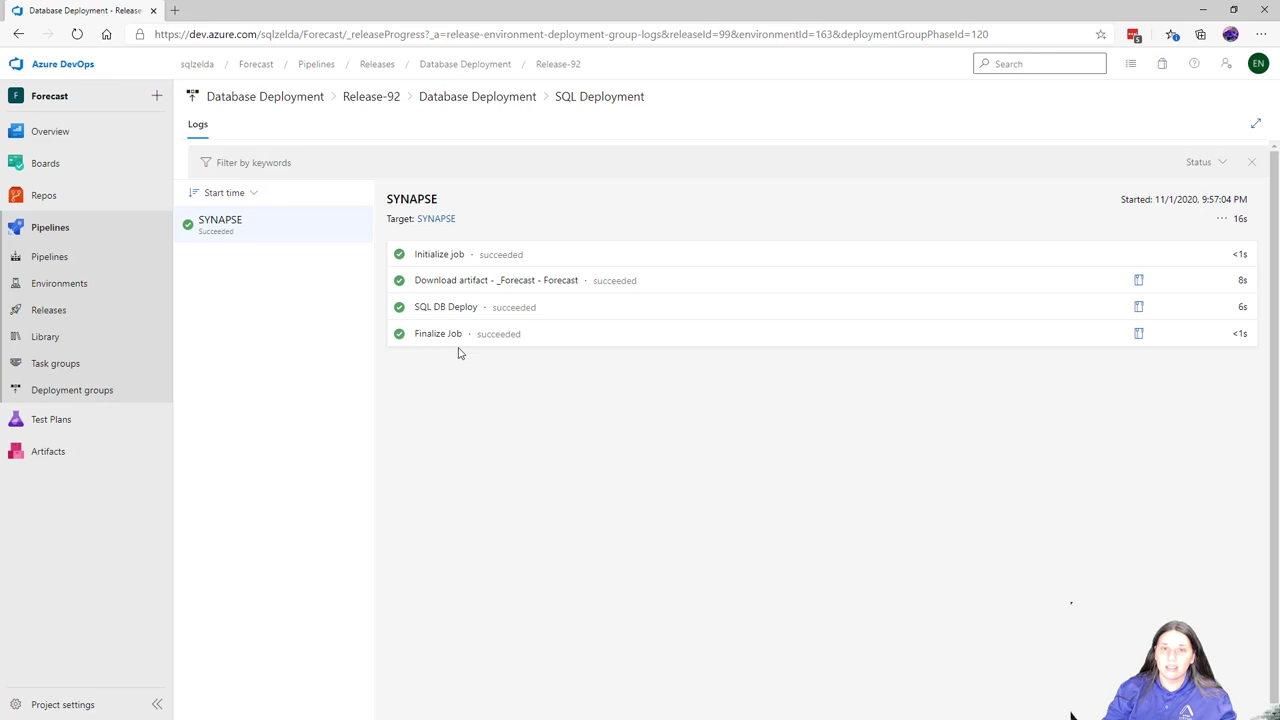 Database Deployment - Release-
https://dev.azure.com/sqlzelda/Forecast/_releaseProgress?_a=release-environment-deployment-group-logs&releaseId=99&environmentId=163&deploymentGroupPhaseId=120
5
Azure DevOps
sqlzelda / Forecast / Pipelines / Releases / Database Deployment / Release-92
Search
EN
F Forecast
Database Deployment > Release-92 > Database Deployment > SQL Deployment
Logs
Overview
Boards
Repos
Pipelines
Pipelines
Environments
Releases
Library
Task groups
Deployment groups
Test Plans
Artifacts
Project settings
Filter by keywords
Status
Start time
SYNAPSE
Succeeded
SYNAPSE
Started: 11/1/2020. 9:57:04 PM
Target: SYNAPSE
··· 16s
Initialize job · succeeded <1s
Download artifact - _Forecast - Forecast · succeeded 8s
SQL DB Deploy · succeeded 6s
Finalize Job · succeeded <1s